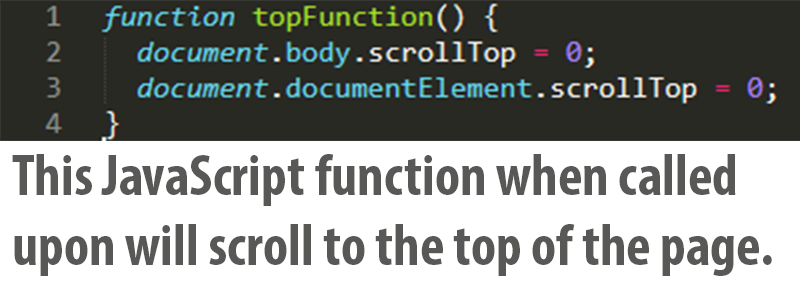 1 function topFunction() {
2 document.body.scrollTop = 0;
3 document.documentElement.scrollTop = 0;
4 }
This JavaScript function when called
upon will scroll to the top of the page.